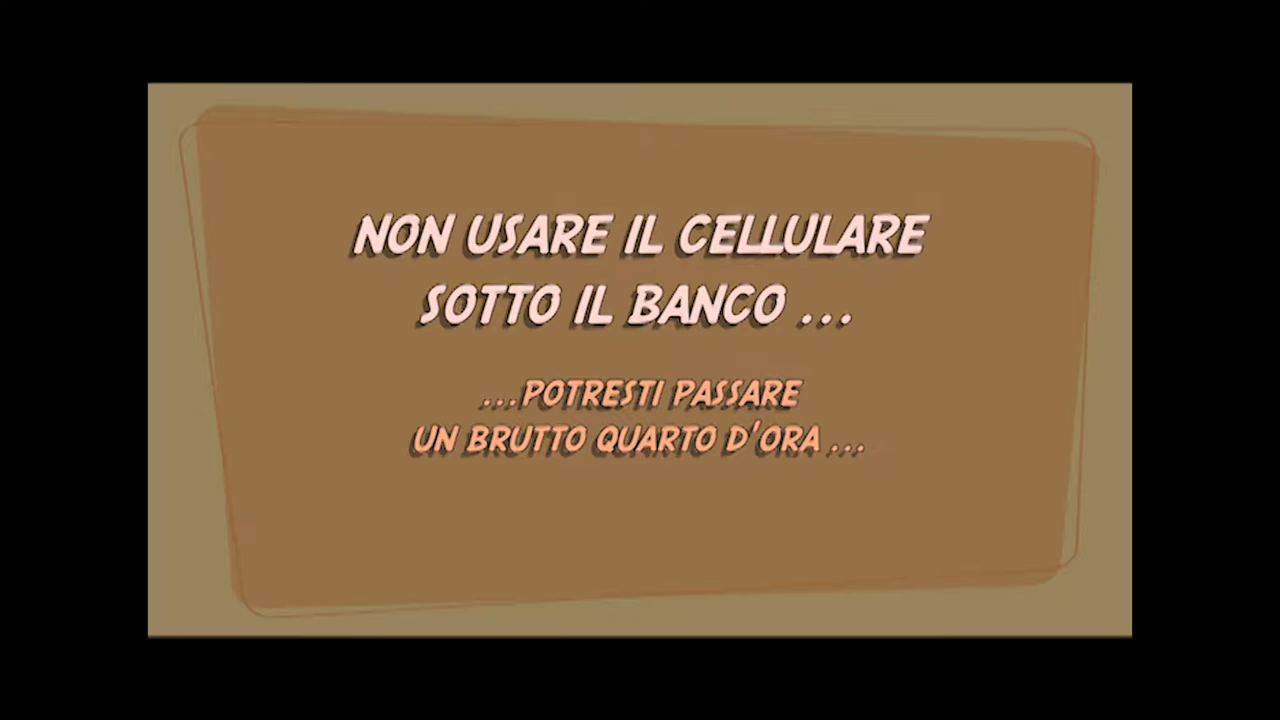 NON USARE IL CELLULARE
SOTTO IL BANCO ...
...POTRESTI PASSARE
UN BRUTTO QUARTO D'ORA ...